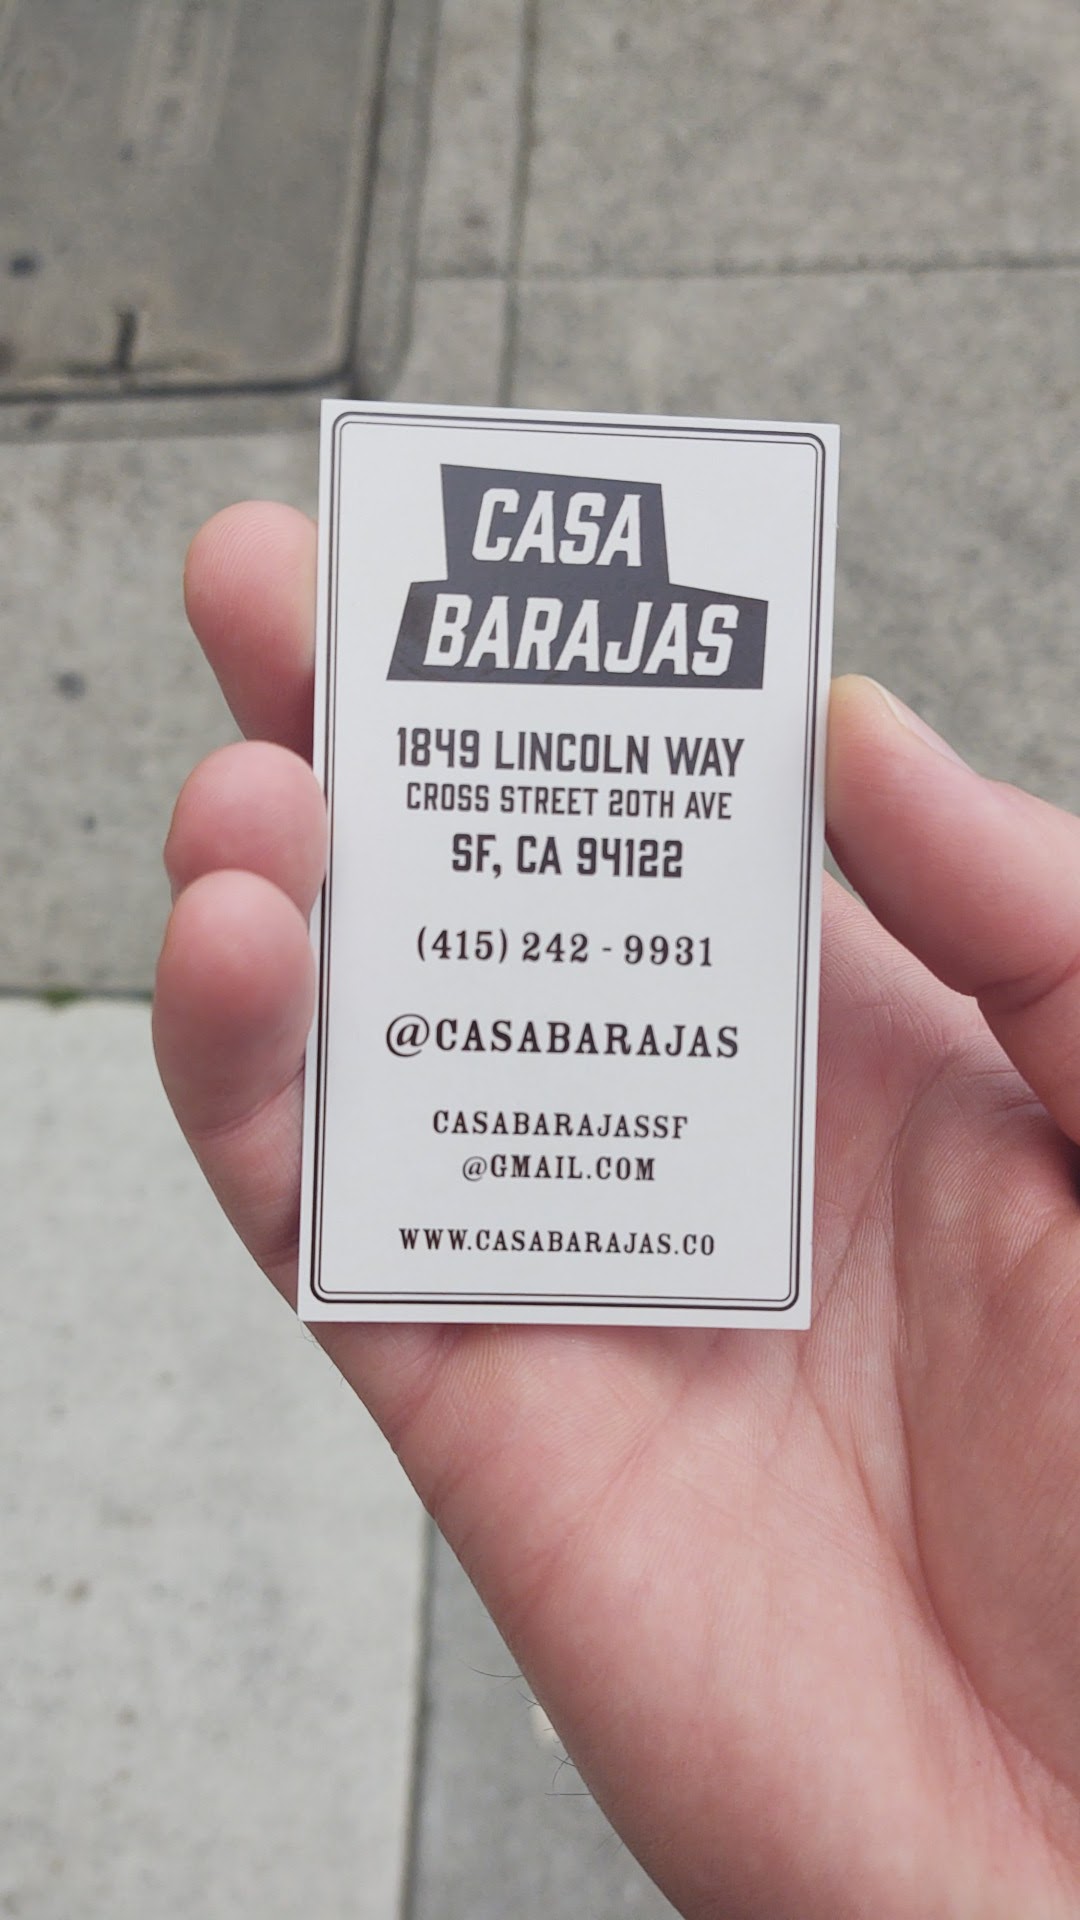 CASA
BARAJAS
1849 LINCOLN WAY
CROSS STREET 20TH AVE
SF, CA 94122
(415) 242 - 9931
@CASABARAJAS
CASABARAJASSF
@GMAIL.COM
WWW.CASABARAJAS.CO